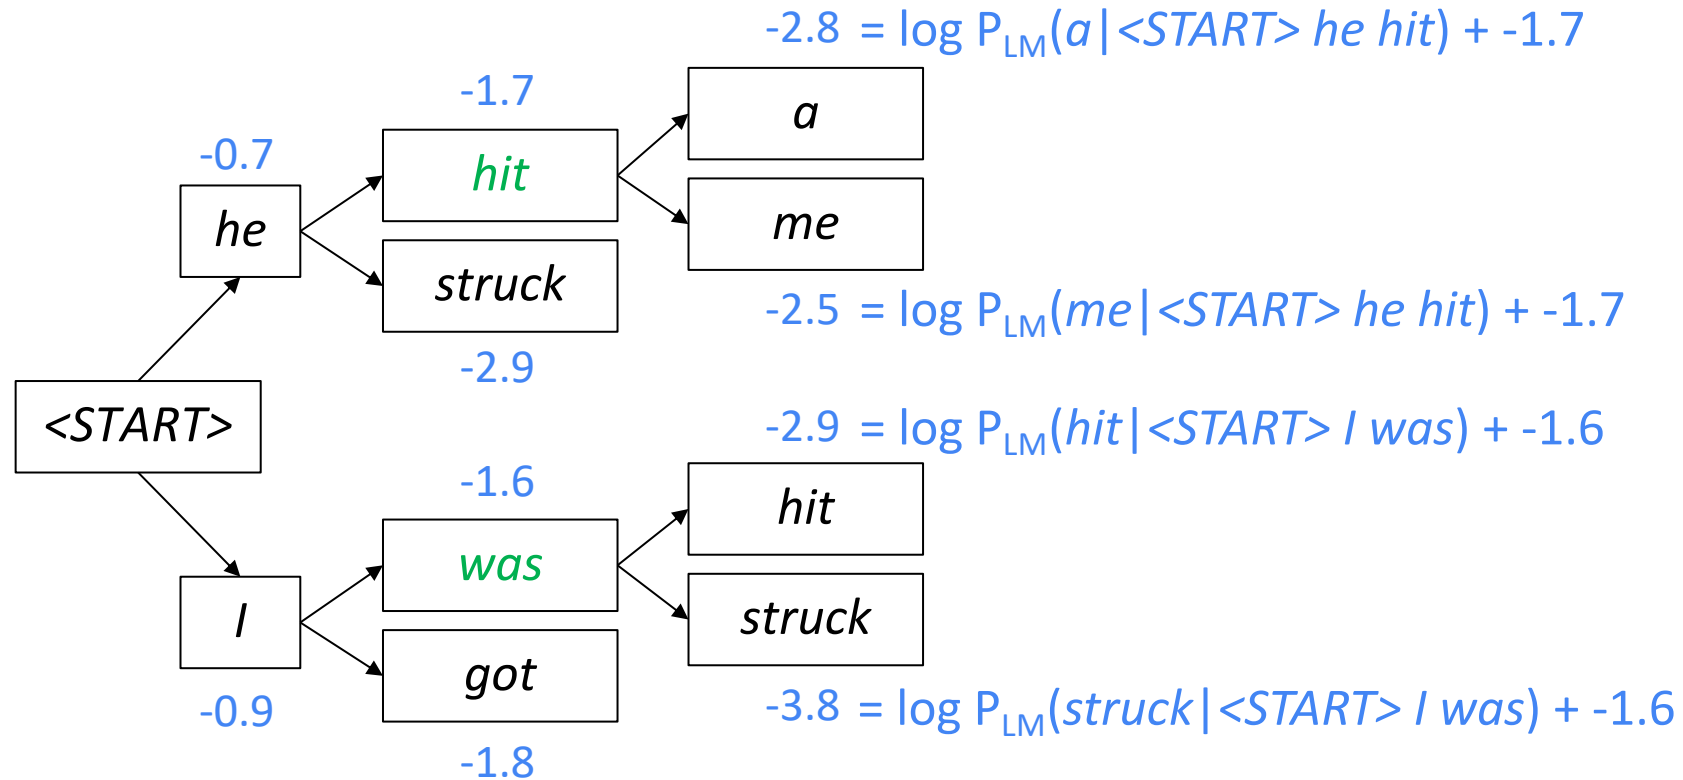 -2.8 = log P_LM(a|<START> he hit) + -1.7
-1.7
a
-0.7
hit
me
he
struck
-2.5 = log P_LM(me|<START> he hit) + -1.7
-2.9
<START>
-2.9 = log P_LM(hit|<START> I was) + -1.6
-1.6
hit
was
struck
I
got
-0.9
-3.8 = log P_LM(struck|<START> I was) + -1.6
-1.8